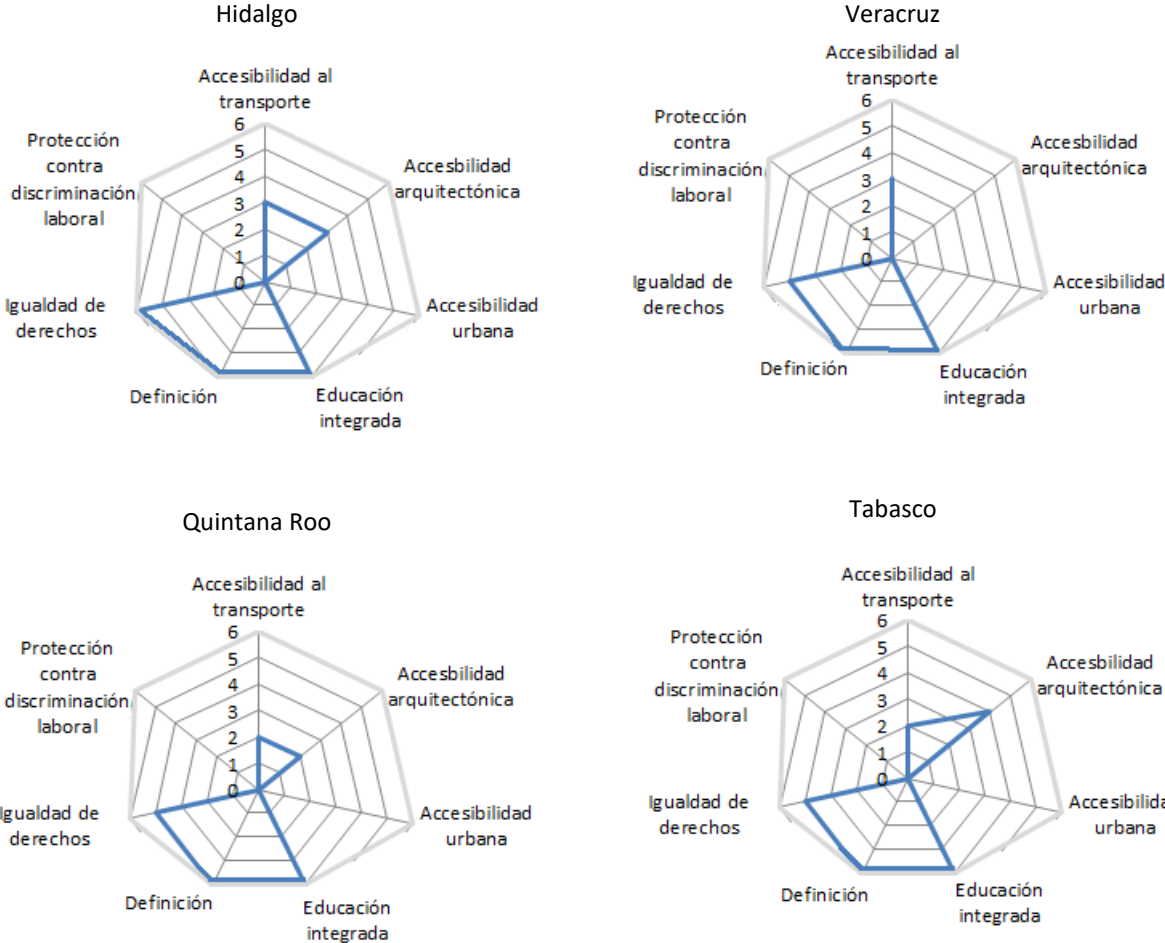 Hidalgo
Accesibilidad al
transporte
6
5
4
3
2
1
0
Accesbilidad
arquitectónica
Accesibilidad
urbana
Educación
integrada
Definición
Igualdad de
derechos
Protección
contra
discriminación
laboral
Veracruz
Accesibilidad al
transporte
6
5
4
3
2
1
0
Accesbilidad
arquitectónica
Accesibilidad
urbana
Educación
integrada
Definición
Igualdad de
derechos
Protección
contra
discriminación
laboral
Quintana Roo
Accesibilidad al
transporte
6
5
4
3
2
1
0
Accesbilidad
arquitectónica
Accesibilidad
urbana
Educación
integrada
Definición
Igualdad de
derechos
Protección
contra
discriminación
laboral
Tabasco
Accesibilidad al
transporte
6
5
4
3
2
1
0
Accesbilidad
arquitectónica
Accesibilida
urbana
Educación
integrada
Definición
Igualdad de
derechos
Protección
contra
discriminación
laboral